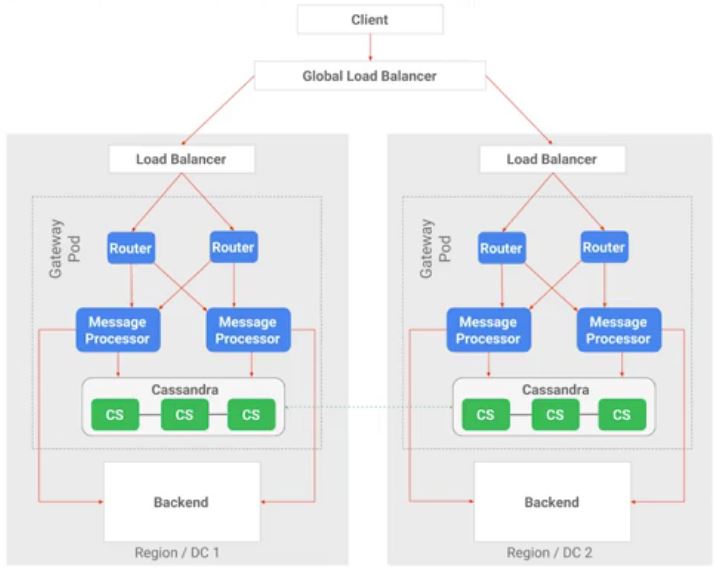 Client
Global Load Balancer
Load Balancer
Gateway
Pod
Router
Router
Message
Processor
Message
Processor
Cassandra
CS
CS
CS
Backend
Region / DC 1
Load Balancer
Gateway
Pod
Router
Router
Message
Processor
Message
Processor
Cassandra
CS
CS
CS
Backend
Region / DC 2